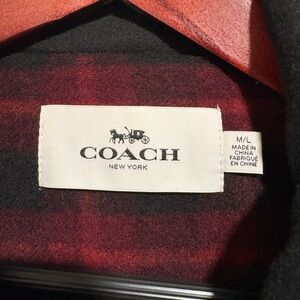 COACH
NEW YORK
M/L
MADE IN
CHINA
FABRIQUÉ
EN CHINE